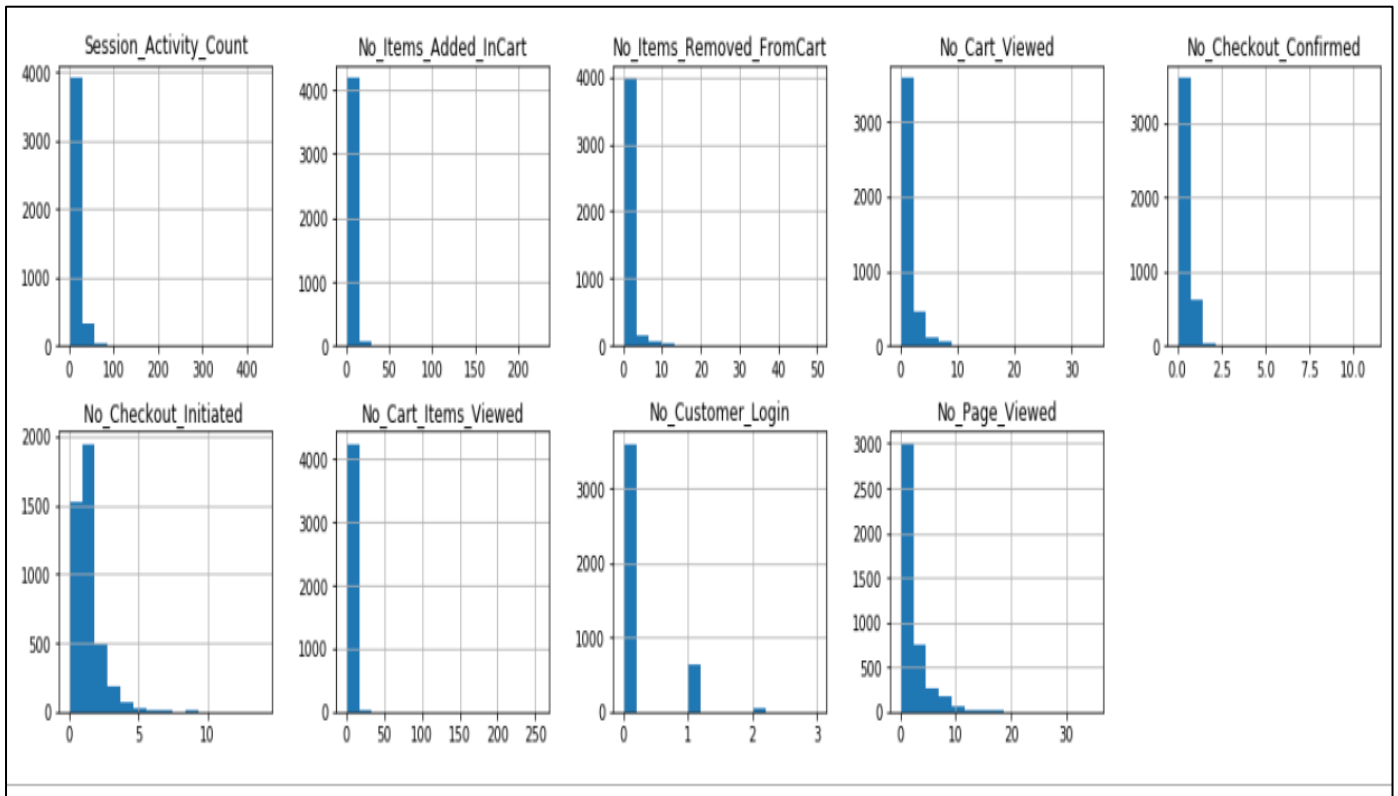 Session_Activity_Count
No_Items_Added_InCart
No_Items_Removed_FromCart
No_Cart_Viewed
No_Checkout_Confirmed
4000
3000
2000
1000
0
0 100 200 300 400
4000
3000
2000
1000
0
0 50 100 150 200
4000
3000
2000
1000
0
0 10 20 30 40 50
3000
2000
1000
0
0 10 20 30
3000
2000
1000
0
0.0 2.5 5.0 7.5 10.0
No_Checkout_Initiated
No_Cart_Items_Viewed
No_Customer_Login
No_Page_Viewed
2000
1500
1000
500
0
0 5 10
4000
3000
2000
1000
0
0 50 100 150 200 250
3000
2000
1000
0
0 1 2 3
3000
2500
2000
1500
1000
500
0
0 10 20 30